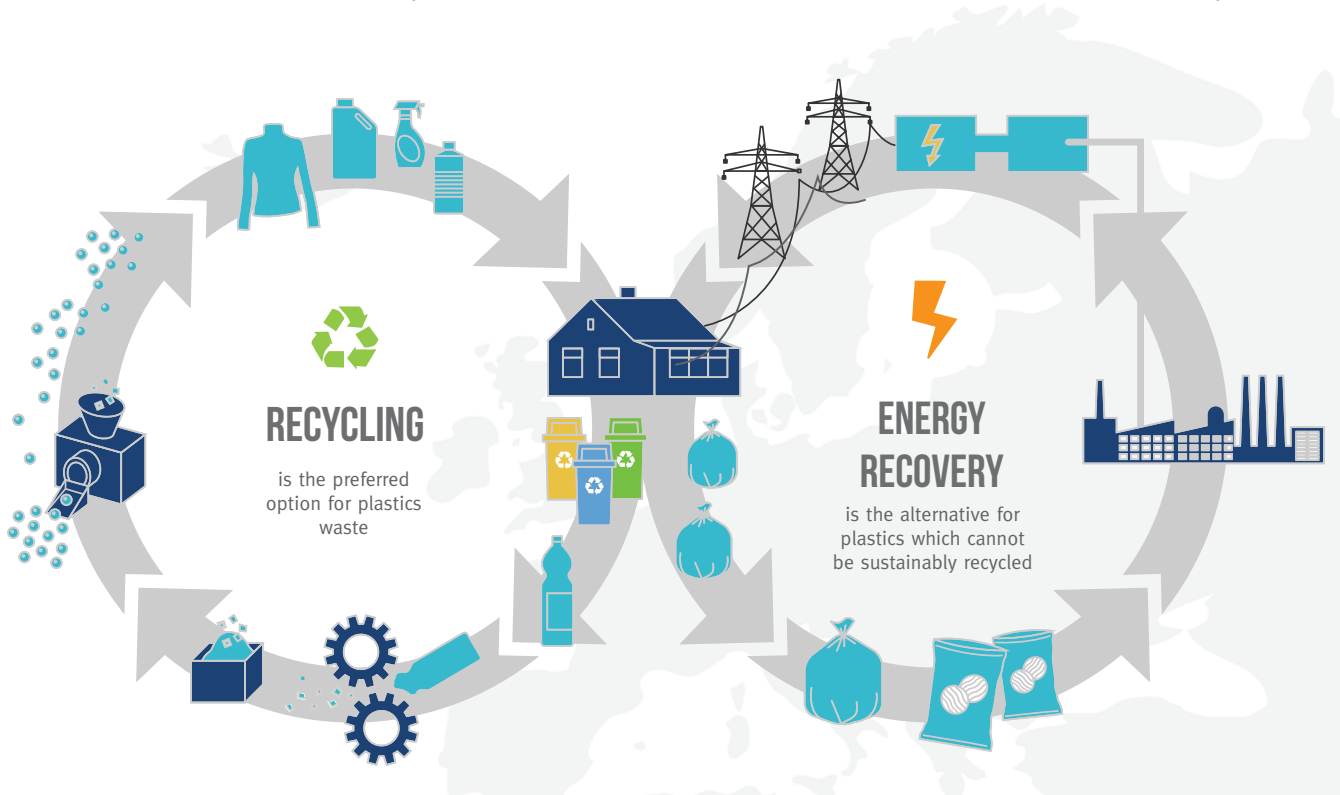 RECYCLING
is the preferred
option for plastics
waste
ENERGY
RECOVERY
is the alternative for
plastics which cannot
be sustainably recycled